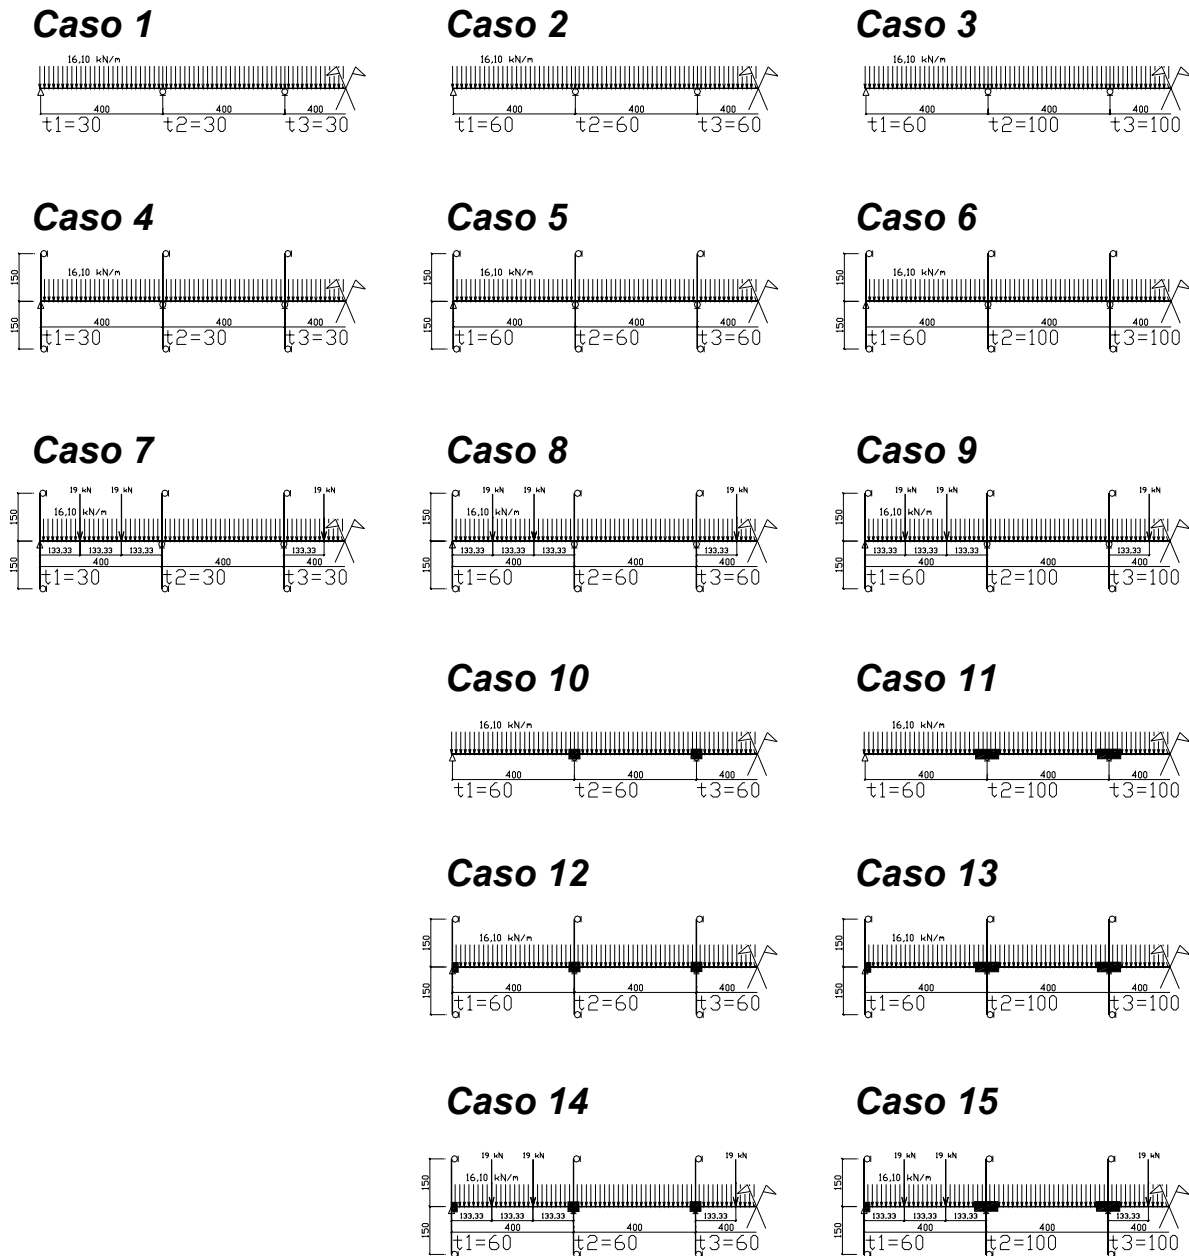 Caso 1 Caso 2 Caso 3
16,10 kN/m 16,10 kN/m 16,10 kN/m
400 400 400 400 400 400 400 400 400
t1=30 t2=30 t3=30 t1=60 t2=60 t3=60 t1=60 t2=100 t3=100
Caso 4 Caso 5 Caso 6
150 16,10 kN/m 150 16,10 kN/m 150 16,10 kN/m
150 400 400 400 150 400 400 400 150 400 400 400
t1=30 t2=30 t3=30 t1=60 t2=60 t3=60 t1=60 t2=100 t3=100
Caso 7 Caso 8 Caso 9
19 kN 19 kN 19 kN 19 kN 19 kN 19 kN 19 kN 19 kN 19 kN
150 16,10 kN/m 150 16,10 kN/m 150 16,10 kN/m
133,33 133,33 133,33 133,33 133,33 133,33 133,33 133,33 133,33 133,33 133,33 133,33
150 400 400 400 150 400 400 400 150 400 400 400
t1=30 t2=30 t3=30 t1=60 t2=60 t3=60 t1=60 t2=100 t3=100
Caso 10 Caso 11
16,10 kN/m 16,10 kN/m
400 400 400 400 400 400
t1=60 t2=60 t3=60 t1=60 t2=100 t3=100
Caso 12 Caso 13
150 16,10 kN/m 150 16,10 kN/m
150 400 400 400 150 400 400 400
t1=60 t2=60 t3=60 t1=60 t2=100 t3=100
Caso 14 Caso 15
19 kN 19 kN 19 kN 19 kN 19 kN 19 kN
150 16,10 kN/m 150 16,10 kN/m
133,33 133,33 133,33 133,33 133,33 133,33 133,33 133,33
150 400 400 400 150 400 400 400
t1=60 t2=60 t3=60 t1=60 t2=100 t3=100